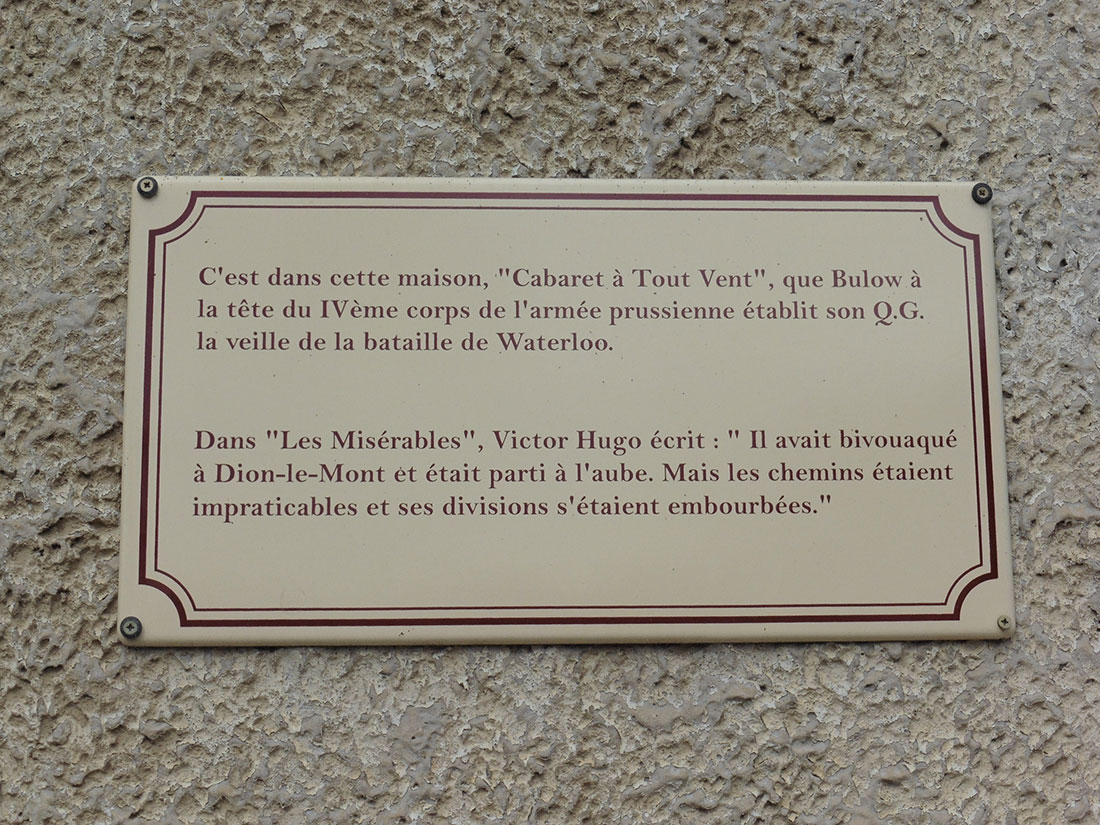 C'est dans cette maison, "Cabaret à Tout Vent", que Bulow à
la tête du IVème corps de l'armée prussienne établit son Q.G.
la veille de la bataille de Waterloo.
Dans "Les Misérables", Victor Hugo écrit : " Il avait bivouaqué
à Dion-le-Mont et était parti à l'aube. Mais les chemins étaient
impraticables et ses divisions s'étaient embourbées."